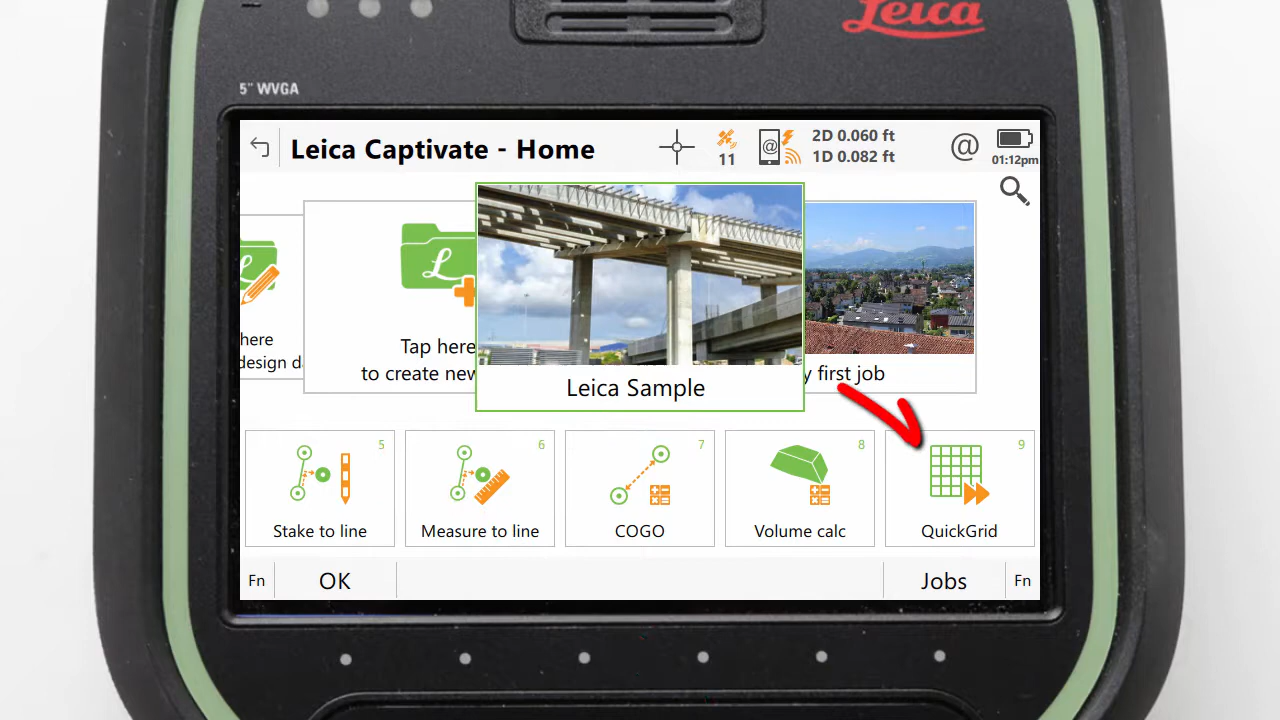 Leica
5" WVGA
Leica Captivate - Home
11
@
2D 0.060 ft
1D 0.082 ft
@
01:12pm
here
design d
Tap here
to create new
Leica Sample
y first job
5
Stake to line
6
Measure to line
7
COGO
8
Volume calc
9
QuickGrid
Fn
OK
Jobs
Fn